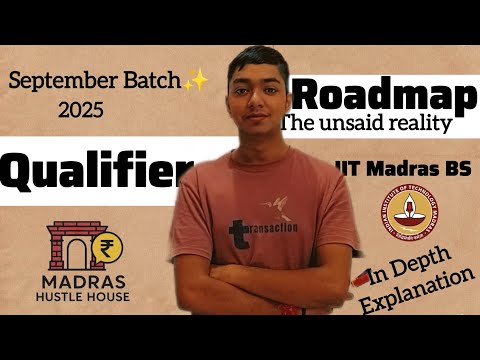 September Batch✨
2025
Roadmap
The unsaid reality
Qualifier
IIT Madras BS
transaction
MADRAS
HUSTLE HOUSE
In Depth
Explanation